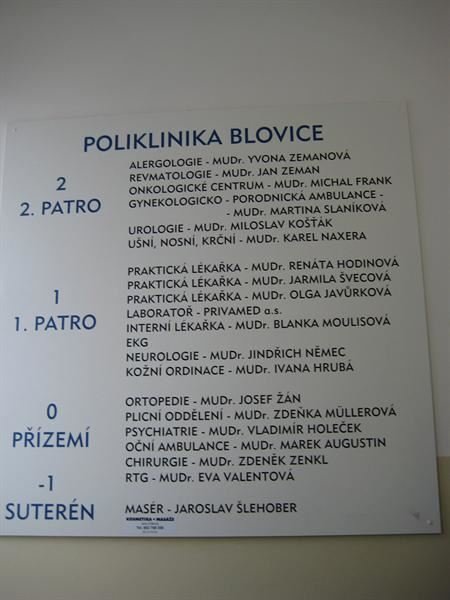 POLIKLINIKA BLOVICE
2
2. PATRO
ALERGOLOGIE - MUDr. YVONA ZEMANOVÁ
REVMATOLOGIE - MUDr. JAN ZEMAN
ONKOLOGICKÉ CENTRUM - MUDr. MICHAL FRANK
GYNEKOLOGICKO - PORODNICKÁ AMBULANCE -
- MUDr. MARTINA SLANÍKOVÁ
UROLOGIE - MUDr. MILOSLAV KOŠŤÁK
UŠNÍ, NOSNÍ, KRČNÍ - MUDr. KAREL NAXERA
1
1. PATRO
PRAKTICKÁ LÉKAŘKA - MUDr. RENÁTA HODINOVÁ
PRAKTICKÁ LÉKAŘKA - MUDr. JARMILA ŠVECOVÁ
PRAKTICKÁ LÉKAŘKA - MUDr. OLGA JAVŮRKOVÁ
LABORATOŘ - PRIVAMED a.s.
INTERNÍ LÉKAŘKA - MUDr. BLANKA MOULISOVÁ
EKG
NEUROLOGIE - MUDr. JINDŘICH NĚMEC
KOŽNÍ ORDINACE - MUDr. IVANA HRUBÁ
0
PŘÍZEMÍ
ORTOPEDIE - MUDr. JOSEF ŽÁN
PLICNÍ ODDĚLENÍ - MUDr. ZDEŇKA MÜLLEROVÁ
PSYCHIATRIE - MUDr. VLADIMÍR HOLEČEK
OČNÍ AMBULANCE - MUDr. MAREK AUGUSTIN
CHIRURGIE - MUDr. ZDENĚK ZENKL
RTG - MUDr. EVA VALENTOVÁ
-1
SUTERÉN
MASÉR - JAROSLAV ŠLEHOBER
KOSMETIKA - MASÁŽE